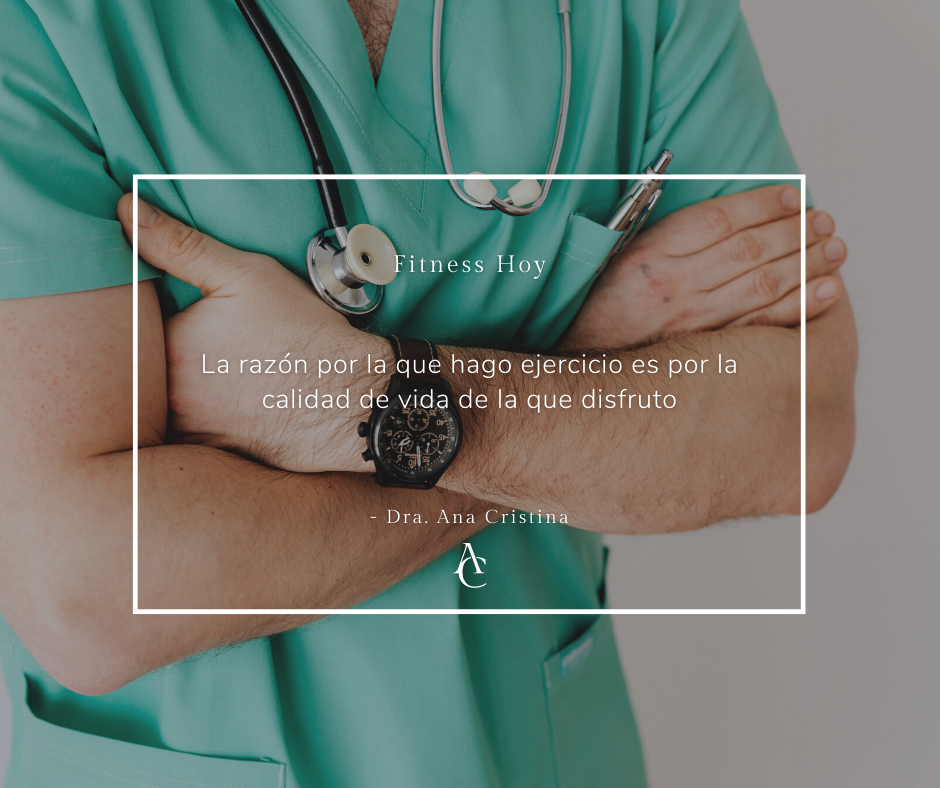 Fitness Hoy
La razón por la que hago ejercicio es por la
calidad de vida de la que disfruto
- Dra. Ana Cristina
AC